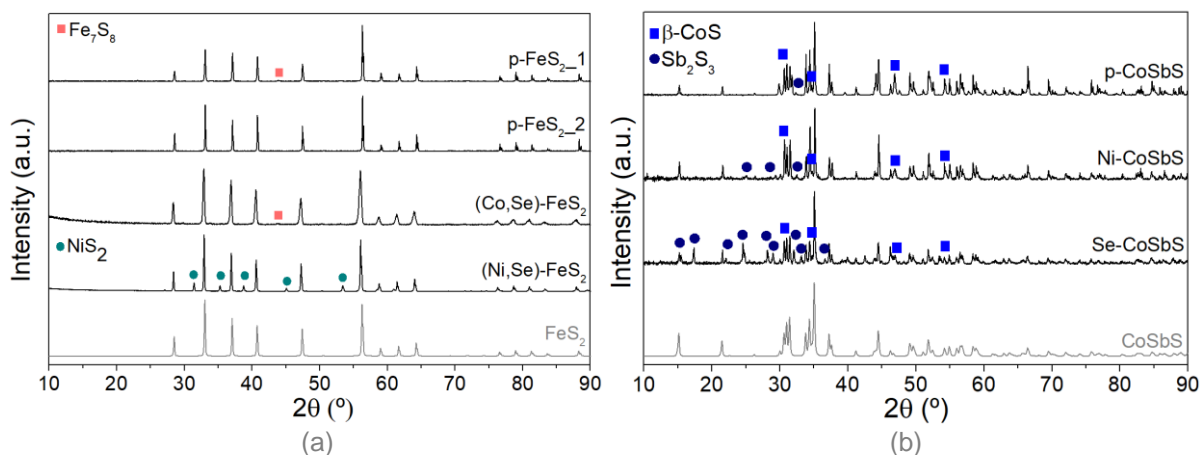 Fe₇S₈
p-FeS₂_1
p-FeS₂_2
(Co,Se)-FeS₂
NiS₂
(Ni,Se)-FeS₂
FeS₂
Intensity (a.u.)
10 20 30 40 50 60 70 80 90
2θ (º)
(a)
β-CoS
Sb₂S₃
p-CoSbS
Ni-CoSbS
Se-CoSbS
CoSbS
Intensity (a.u.)
10 20 30 40 50 60 70 80 90
2θ (º)
(b)